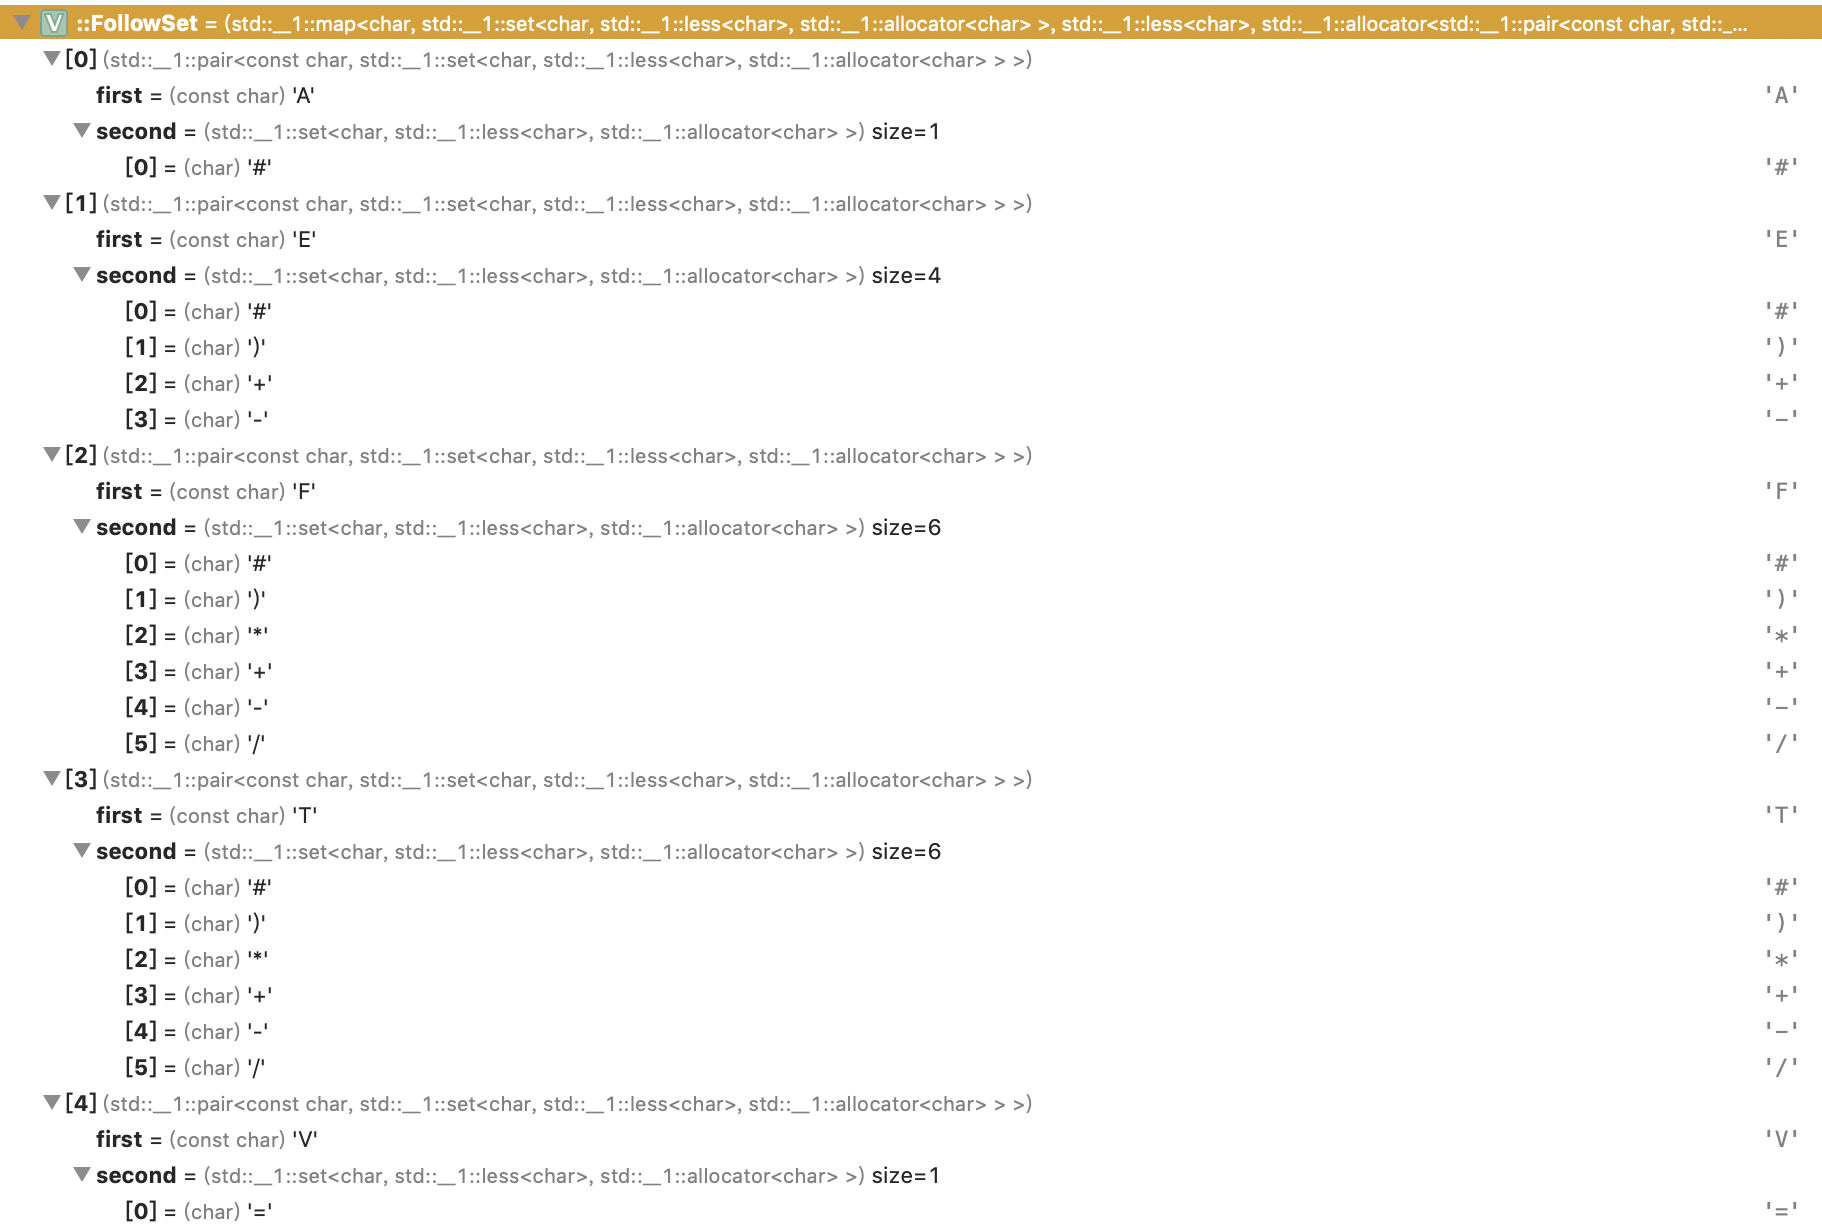 V ::FollowSet = (std::__1::map<char, std::__1::set<char, std::__1::less<char>, std::__1::allocator<char> >, std::__1::less<char>, std::__1::allocator<std::__1::pair<const char, std::_...
[0] (std::__1::pair<const char, std::__1::set<char, std::__1::less<char>, std::__1::allocator<char> > >)
first = (const char) 'A' 'A'
second = (std::__1::set<char, std::__1::less<char>, std::__1::allocator<char> >) size=1
[0] = (char) '#' '#'
[1] (std::__1::pair<const char, std::__1::set<char, std::__1::less<char>, std::__1::allocator<char> > >)
first = (const char) 'E' 'E'
second = (std::__1::set<char, std::__1::less<char>, std::__1::allocator<char> >) size=4
[0] = (char) '#' '#'
[1] = (char) ')' ')'
[2] = (char) '+' '+'
[3] = (char) '-' '-'
[2] (std::__1::pair<const char, std::__1::set<char, std::__1::less<char>, std::__1::allocator<char> > >)
first = (const char) 'F' 'F'
second = (std::__1::set<char, std::__1::less<char>, std::__1::allocator<char> >) size=6
[0] = (char) '#' '#'
[1] = (char) ')' ')'
[2] = (char) '*' '*'
[3] = (char) '+' '+'
[4] = (char) '-' '-'
[5] = (char) '/' '/'
[3] (std::__1::pair<const char, std::__1::set<char, std::__1::less<char>, std::__1::allocator<char> > >)
first = (const char) 'T' 'T'
second = (std::__1::set<char, std::__1::less<char>, std::__1::allocator<char> >) size=6
[0] = (char) '#' '#'
[1] = (char) ')' ')'
[2] = (char) '*' '*'
[3] = (char) '+' '+'
[4] = (char) '-' '-'
[5] = (char) '/' '/'
[4] (std::__1::pair<const char, std::__1::set<char, std::__1::less<char>, std::__1::allocator<char> > >)
first = (const char) 'V' 'V'
second = (std::__1::set<char, std::__1::less<char>, std::__1::allocator<char> >) size=1
[0] = (char) '=' '='